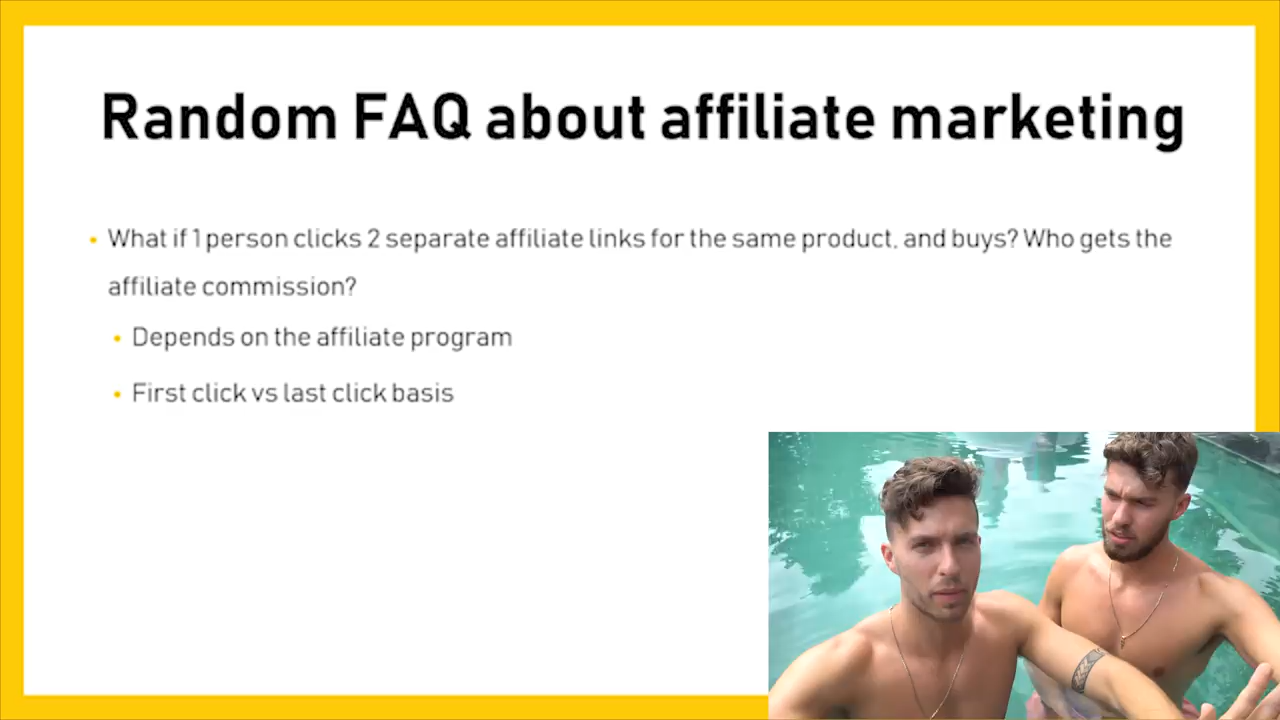 Random FAQ about affiliate marketing
What if 1 person clicks 2 separate affiliate links for the same product, and buys? Who gets the
affiliate commission?
Depends on the affiliate program
First click vs last click basis